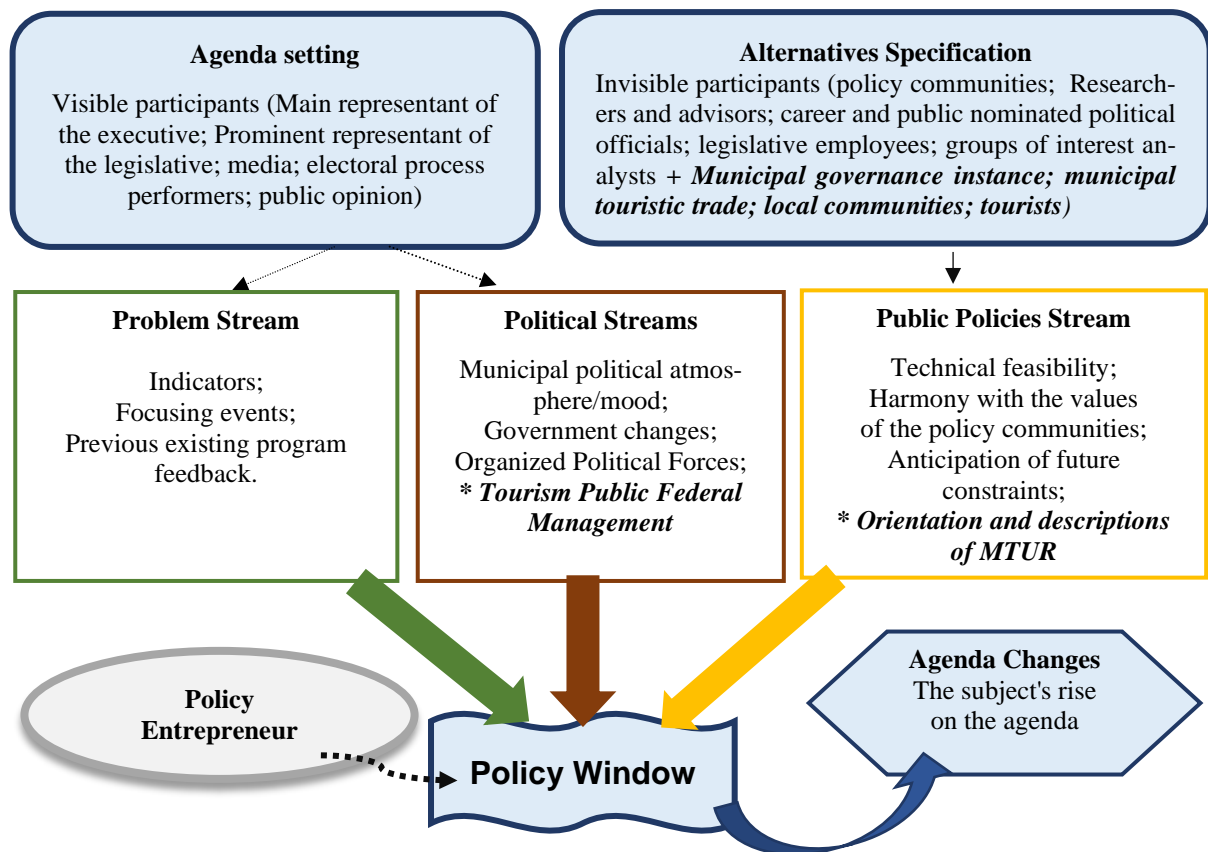 Agenda setting
Visible participants (Main representant of
the executive; Prominent representant of
the legislative; media; electoral process
performers; public opinion)
Alternatives Specification
Invisible participants (policy communities; Research-
ers and advisors; career and public nominated political
officials; legislative employees; groups of interest an-
alysts + Municipal governance instance; municipal
touristic trade; local communities; tourists)
Problem Stream
Indicators;
Focusing events;
Previous existing program
feedback.
Political Streams
Municipal political atmos-
phere/mood;
Government changes;
Organized Political Forces;
* Tourism Public Federal
Management
Public Policies Stream
Technical feasibility;
Harmony with the values
of the policy communities;
Anticipation of future
constraints;
* Orientation and descriptions
of MTUR
Policy
Entrepreneur
Policy Window
Agenda Changes
The subject's rise
on the agenda